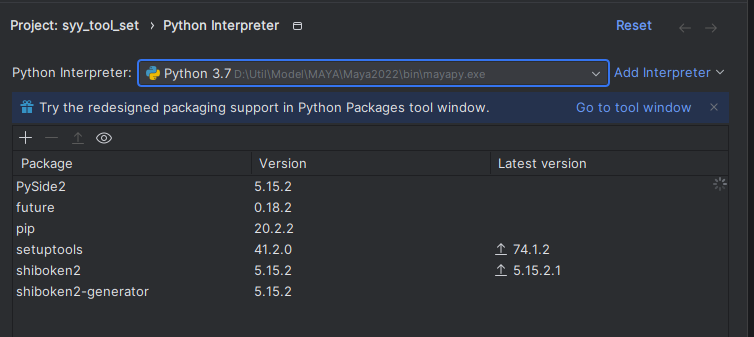 Project: syy_tool_set › Python Interpreter Reset
Python Interpreter: Python 3.7 D:\Util\Model\MAYA\Maya2022\bin\mayapy.exe Add Interpreter
Try the redesigned packaging support in Python Packages tool window. Go to tool window
Package Version Latest version
PySide2 5.15.2
future 0.18.2
pip 20.2.2
setuptools 41.2.0 74.1.2
shiboken2 5.15.2 5.15.2.1
shiboken2-generator 5.15.2